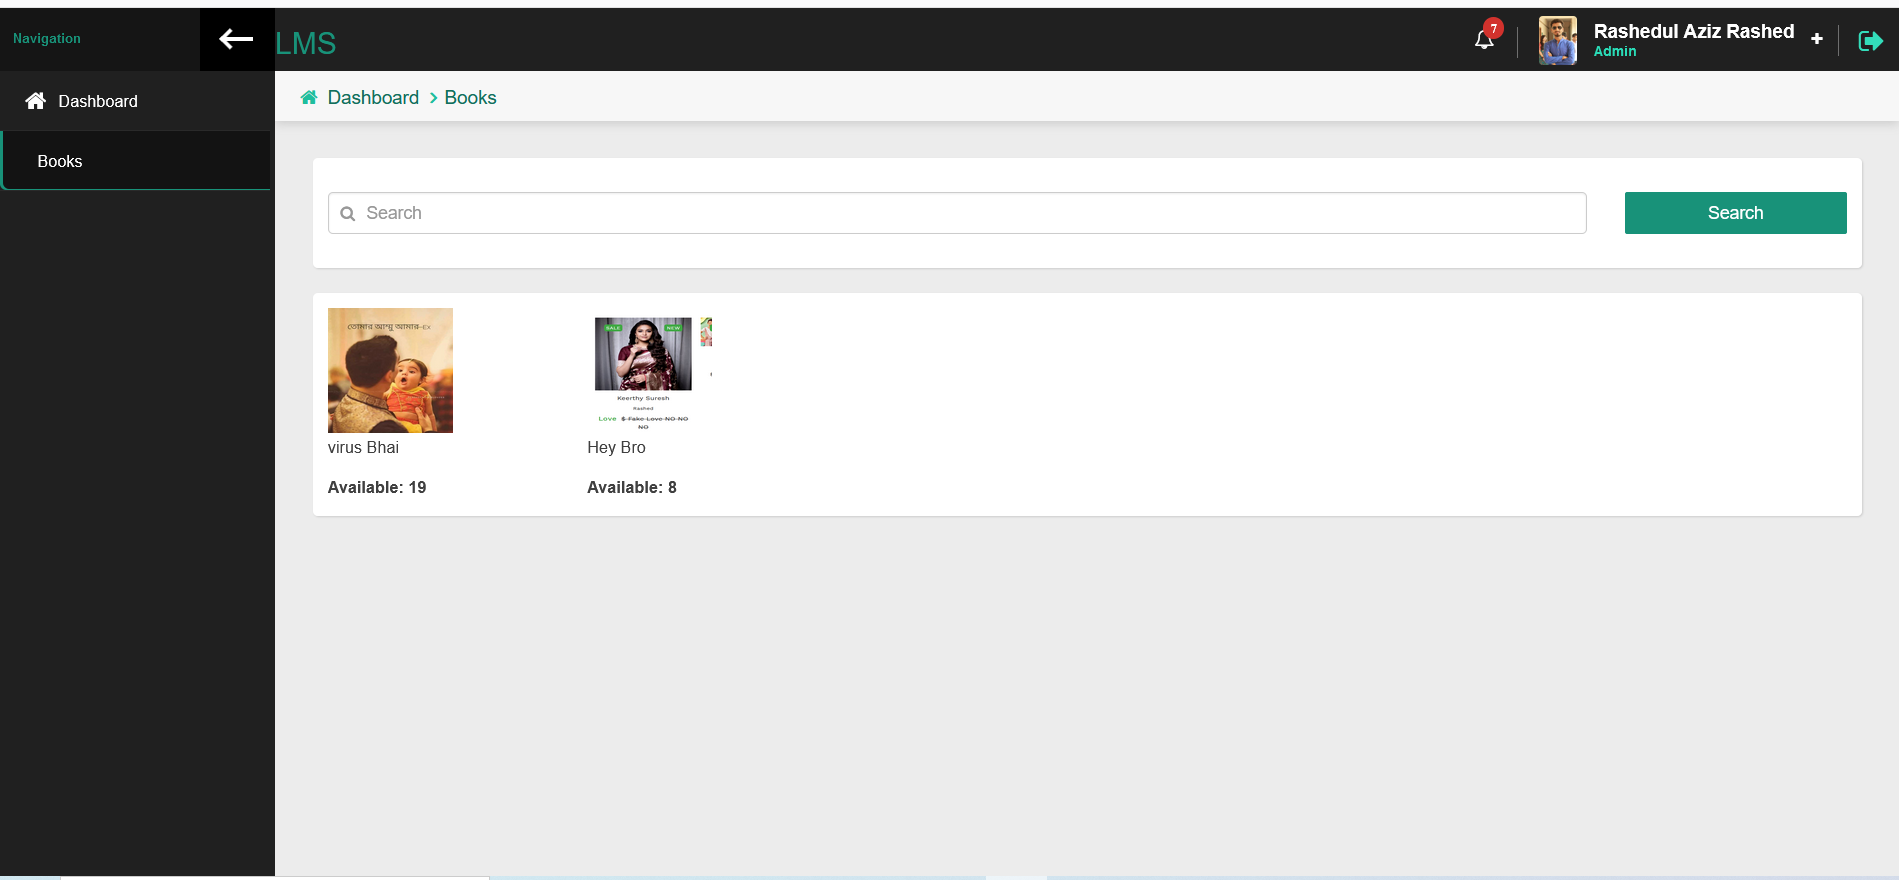 Navigation
LMS
7
Rashedul Aziz Rashed
Admin
Dashboard
Books
Dashboard > Books
Search
Search
তোমার আম্মু আমার-EX
virus Bhai
Available: 19
SALE
NEW
Keerthy Suresh
Rashed
Love $ Fake Love NO NO
NO
Hey Bro
Available: 8